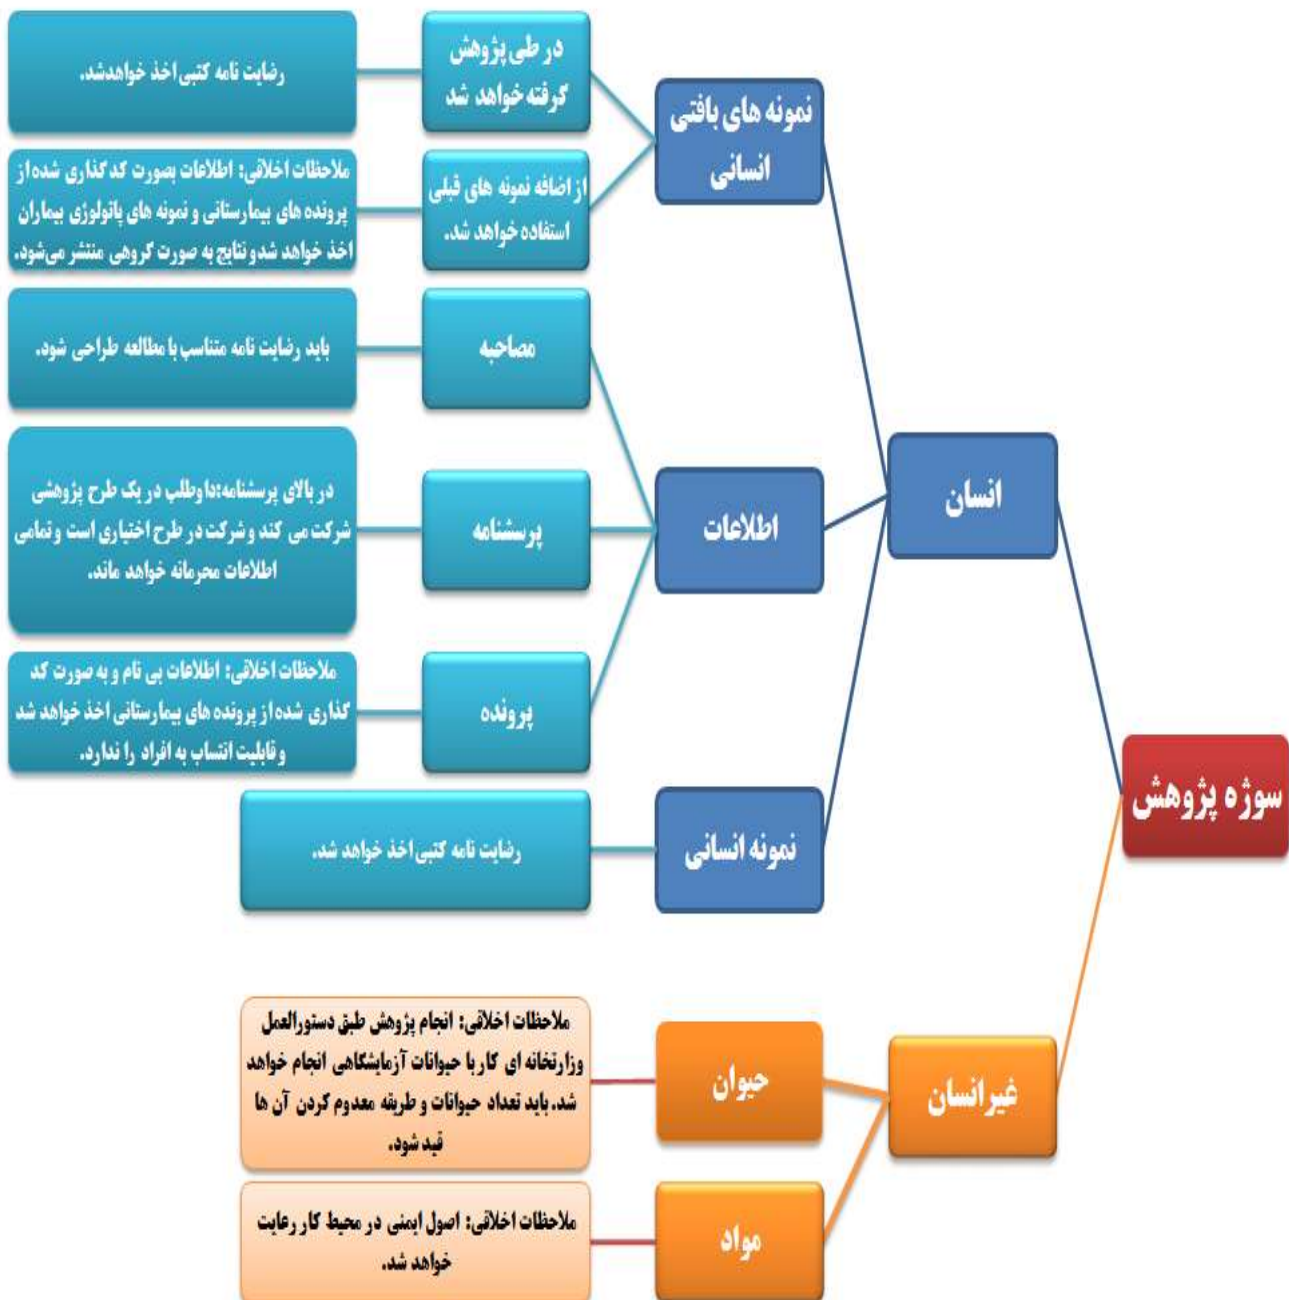 سوژه پژوهش
انسان
نمونه های بافتی
انسانی
در طی پژوهش
گرفته خواهد شد
رضایت نامه کتبی اخذ خواهدشد.
از اضافه نمونه های قبلی
استفاده خواهد شد.
ملاحظات اخلاقی: اطلاعات بصورت کد گذاری شده از
پرونده های بیمارستانی و نمونه های پاتولوژی بیماران
اخذ خواهد شدو نتایج به صورت گروهی منتشر می‌شود.
اطلاعات
مصاحبه
باید رضایت نامه متناسب با مطالعه طراحی شود.
پرسشنامه
در بالای پرسشنامه:داوطلب در یک طرح پژوهشی
شرکت می کند و شرکت در طرح اختیاری است و تمامی
اطلاعات محرمانه خواهد ماند.
پرونده
ملاحظات اخلاقی: اطلاعات بی نام و به صورت کد
گذاری شده از پرونده های بیمارستانی اخذ خواهد شد
و قابلیت انتساب به افراد را ندارد.
نمونه انسانی
رضایت نامه کتبی اخذ خواهد شد.
غیرانسان
حیوان
ملاحظات اخلاقی: انجام پژوهش طبق دستورالعمل
وزارتخانه ای کار با حیوانات آزمایشگاهی انجام خواهد
شد. باید تعداد حیوانات و طریقه معدوم کردن آن ها
قید شود.
مواد
ملاحظات اخلاقی: اصول ایمنی در محیط کار رعایت
خواهد شد.